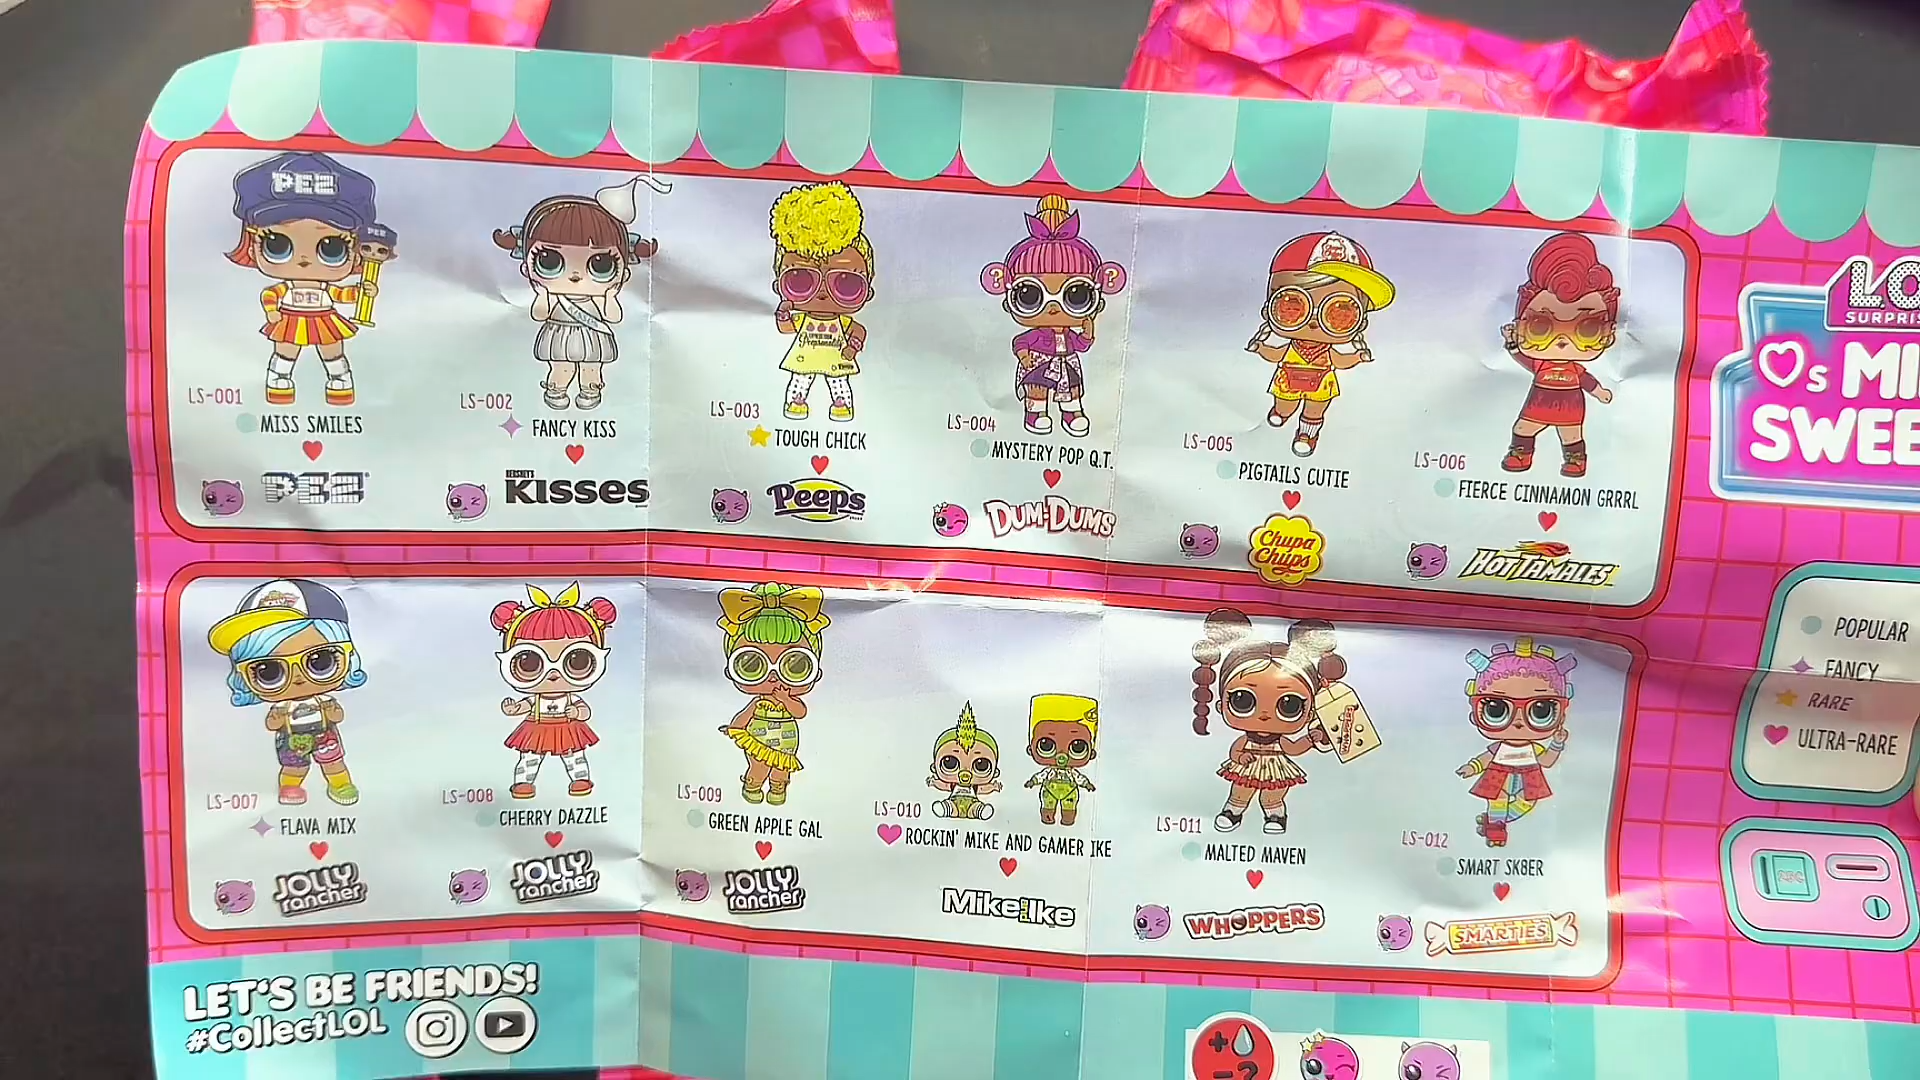 PEZ
PEZ
LS-001
MISS SMILES
PEZ
LS-002
FANCY KISS
HERSHEY'S
KISSES
LS-003
TOUGH CHICK
Peeps
LS-004
MYSTERY POP Q.T.
DUM-DUMS
LS-005
PIGTAILS CUTIE
Chupa
Chups
LS-006
FIERCE CINNAMON GRRRL
HOT TAMALES
LS-007
FLAVA MIX
JOLLY
rancher
LS-008
CHERRY DAZZLE
JOLLY
rancher
LS-009
GREEN APPLE GAL
JOLLY
rancher
LS-010
ROCKIN' MIKE AND GAMER IKE
Mike and Ike
LS-011
MALTED MAVEN
WHOPPERS
LS-012
SMART SK8ER
SMARTIES
L.O
SURPRIS
s MI
SWEE
POPULAR
FANCY
RARE
ULTRA-RARE
LET'S BE FRIENDS!
#CollectLOL